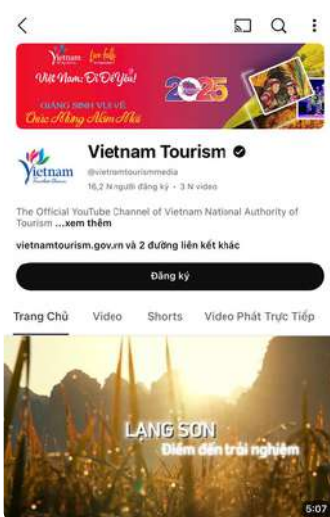 Vietnam
Việt Nam: Đi Để Yêu!
2025
GIÁNG SINH VUI VẺ
Chúc Mừng Năm Mới
Vietnam
Vietnam Tourism
@vietnamtourismmedia
16,2 N người đăng ký • 3 N video
The Official YouTube Channel of Vietnam National Authority of
Tourism ...xem thêm
vietnamtourism.gov.vn và 2 đường liên kết khác
Đăng ký
Trang Chủ Video Shorts Video Phát Trực Tiếp
LẠNG SƠN
Điểm đến trải nghiệm
5:07